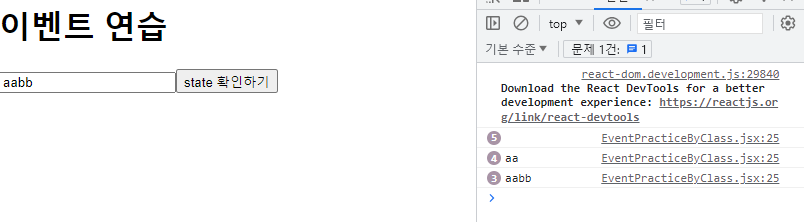 이벤트 연습
aabb
state 확인하기
top
필터
기본 수준
문제 1건: 1
react-dom.development.js:29840
Download the React DevTools for a better
development experience: https://reactjs.or
g/link/react-devtools
5 EventPracticeByClass.jsx:25
4 aa EventPracticeByClass.jsx:25
3 aabb EventPracticeByClass.jsx:25